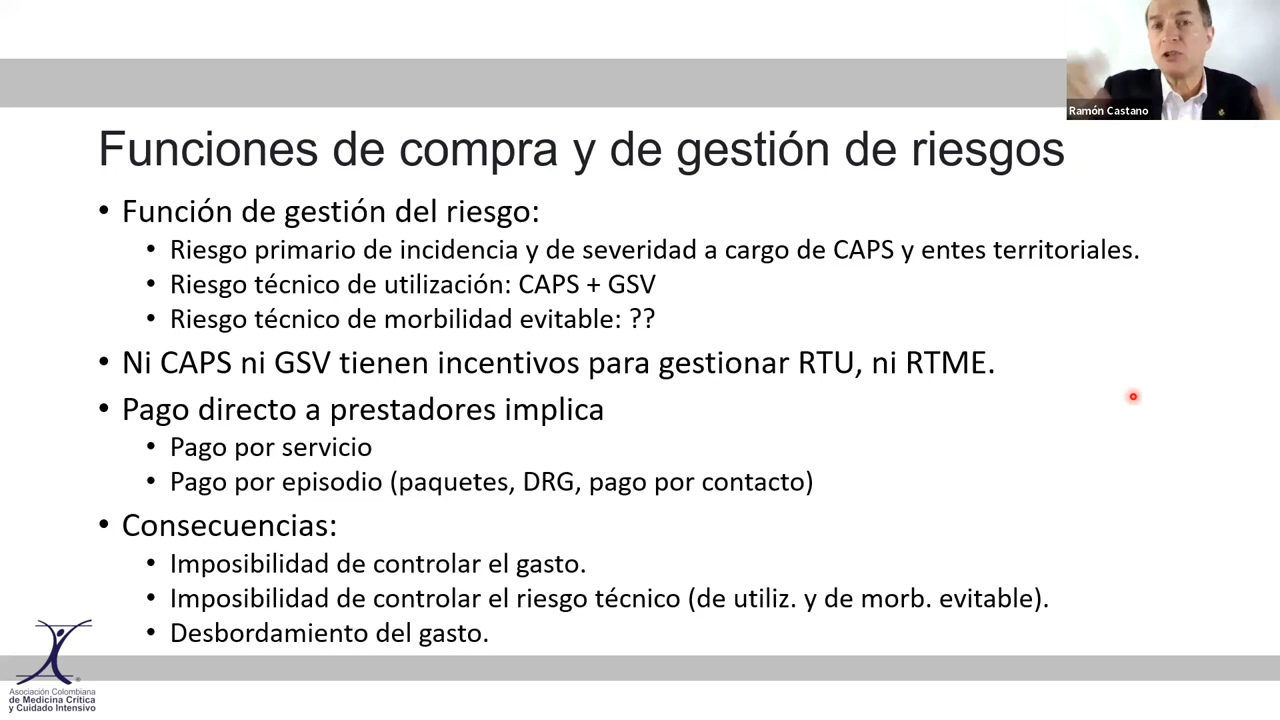 Ramón Castano
Funciones de compra y de gestión de riesgos
• Función de gestión del riesgo:
• Riesgo primario de incidencia y de severidad a cargo de CAPS y entes territoriales.
• Riesgo técnico de utilización: CAPS + GSV
• Riesgo técnico de morbilidad evitable: ??
• Ni CAPS ni GSV tienen incentivos para gestionar RTU, ni RTME.
• Pago directo a prestadores implica
• Pago por servicio
• Pago por episodio (paquetes, DRG, pago por contacto)
• Consecuencias:
• Imposibilidad de controlar el gasto.
• Imposibilidad de controlar el riesgo técnico (de utiliz. y de morb. evitable).
• Desbordamiento del gasto.
Asociación Colombiana
de Medicina Crítica
y Cuidado Intensivo